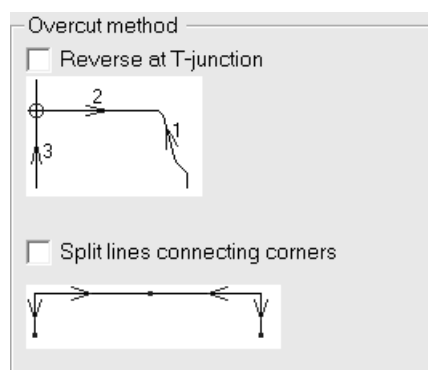 Overcut method
Reverse at T-junction
2
1
3
Split lines connecting corners